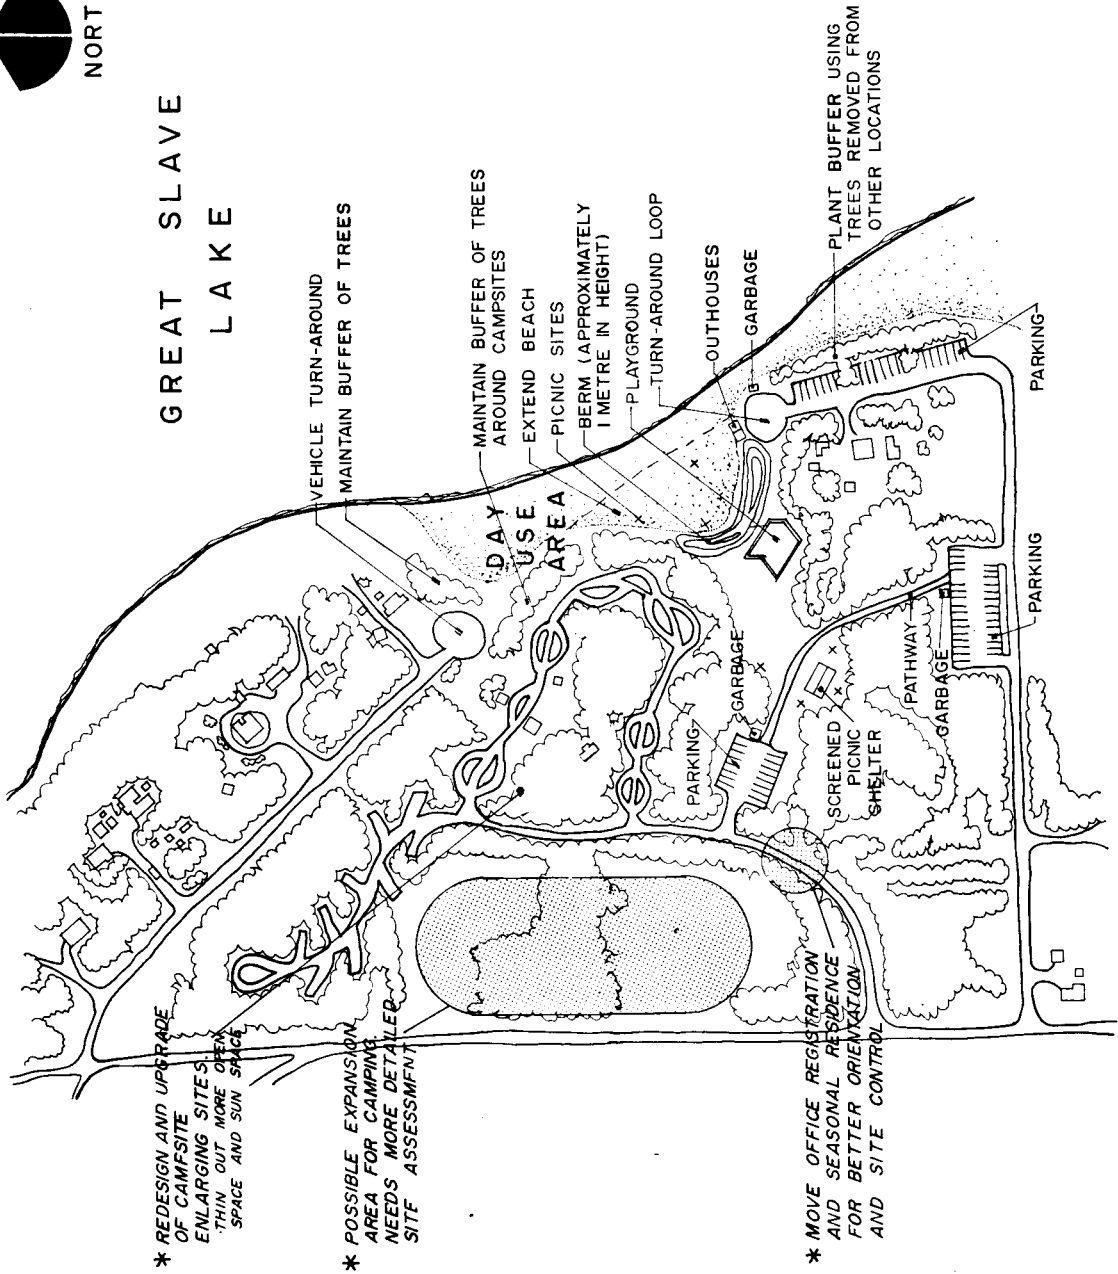 NORT
GREAT SLAVE
LAKE
VEHICLE TURN-AROUND
MAINTAIN BUFFER OF TREES
MAINTAIN BUFFER OF TREES
AROUND CAMPSITES
EXTEND BEACH
PICNIC SITES
BERM (APPROXIMATELY
1 METRE IN HEIGHT)
PLAYGROUND
TURN-AROUND LOOP
OUTHOUSES
GARBAGE
PLANT BUFFER USING
TREES REMOVED FROM
OTHER LOCATIONS
DAY
USE
AREA
PARKING
PARKING
GARBAGE
PARKING
PATHWAY
GARBAGE
SCREENED
PICNIC
SHELTER
* REDESIGN AND UPGRADE
OF CAMFSITE
ENLARGING SITES.
THIN OUT MORE OPEN
SPACE AND SUN SPACE
* POSSIBLE EXPANSION
AREA FOR CAMPING.
NEEDS MORE DETAILED
SITF ASSESSMFNT
* MOVE OFFICE REGISTRATION
AND SEASONAL RESIDENCE
FOR BETTER ORIENTATION
AND SITE CONTROL